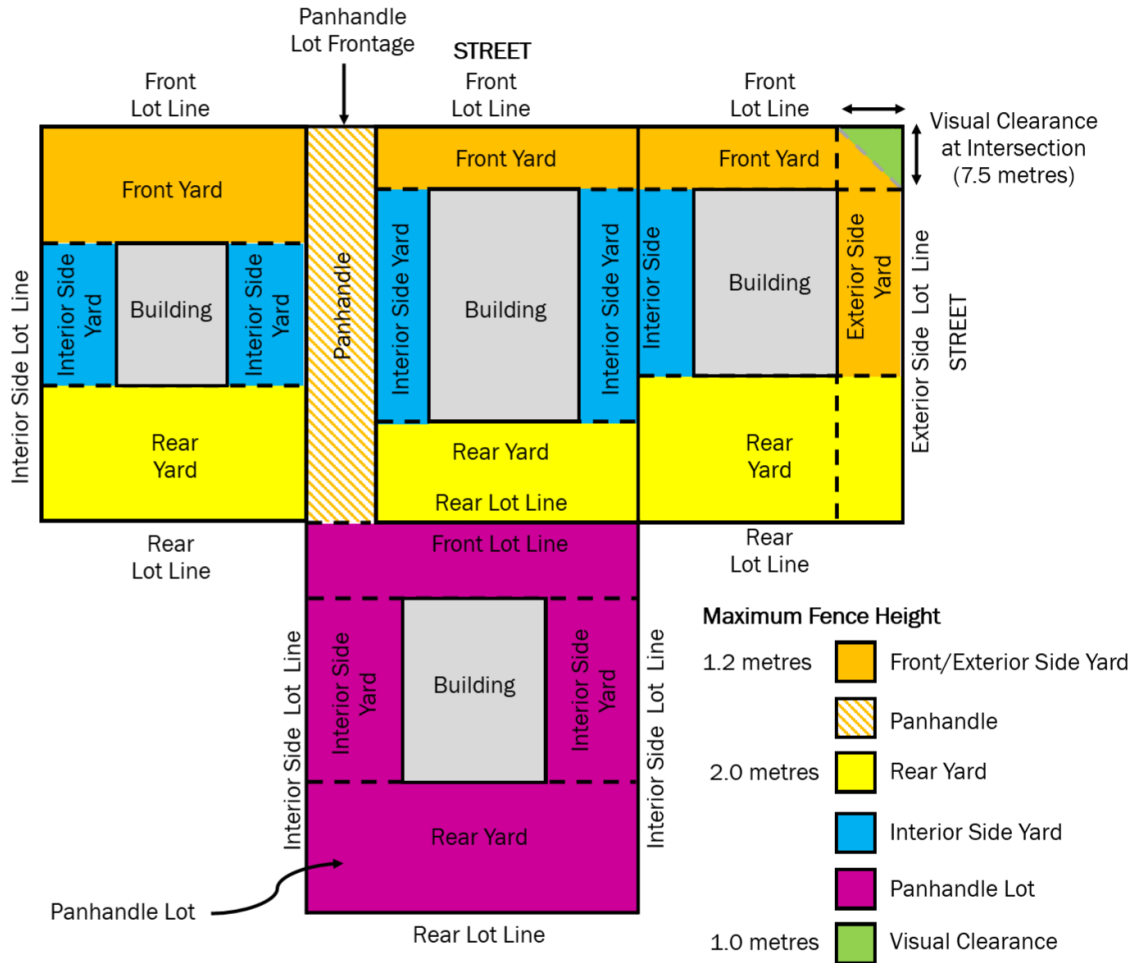 Panhandle
Lot Frontage
STREET
Front
Lot Line
Front
Lot Line
Front
Lot Line
Visual Clearance
at Intersection
(7.5 metres)
Front Yard
Front Yard
Front Yard
Interior Side Lot Line
Interior Side
Yard
Building
Interior Side
Yard
Panhandle
Interior Side Yard
Building
Interior Side Yard
Interior Side
Building
Exterior Side
Yard
Exterior Side Lot Line
STREET
Rear
Yard
Rear Yard
Rear Lot Line
Rear
Yard
Rear
Lot Line
Front Lot Line
Rear
Lot Line
Interior Side Lot Line
Interior Side
Yard
Building
Interior Side
Yard
Interior Side Lot Line
Rear Yard
Panhandle Lot
Rear Lot Line
Maximum Fence Height
1.2 metres Front/Exterior Side Yard
Panhandle
2.0 metres Rear Yard
Interior Side Yard
Panhandle Lot
1.0 metres Visual Clearance